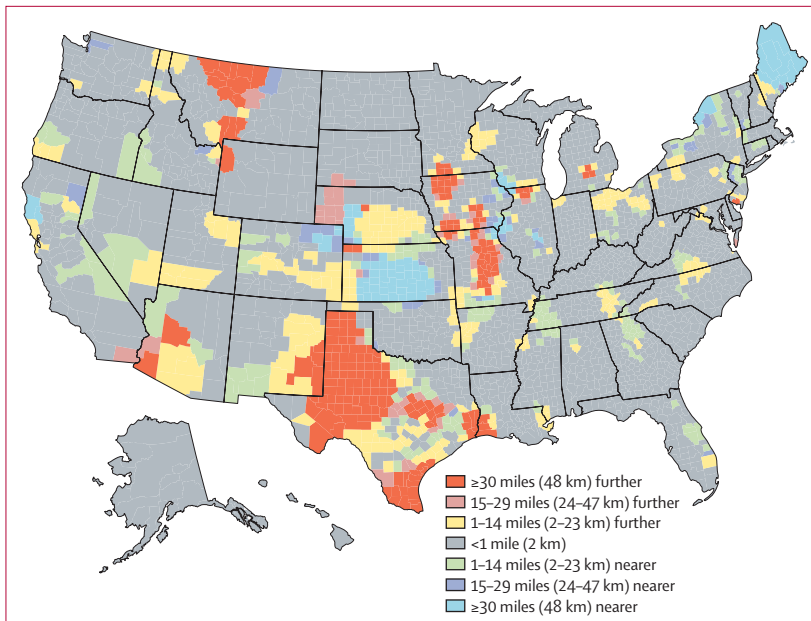 ≥30 miles (48 km) further
15–29 miles (24–47 km) further
1–14 miles (2–23 km) further
<1 mile (2 km)
1–14 miles (2–23 km) nearer
15–29 miles (24–47 km) nearer
≥30 miles (48 km) nearer